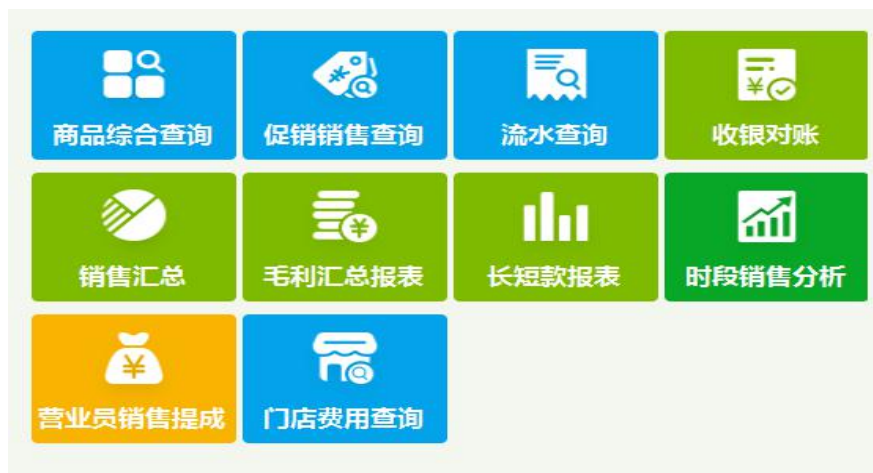 商品综合查询
促销销售查询
流水查询
收银对账
销售汇总
毛利汇总报表
长短款报表
时段销售分析
营业员销售提成
门店费用查询